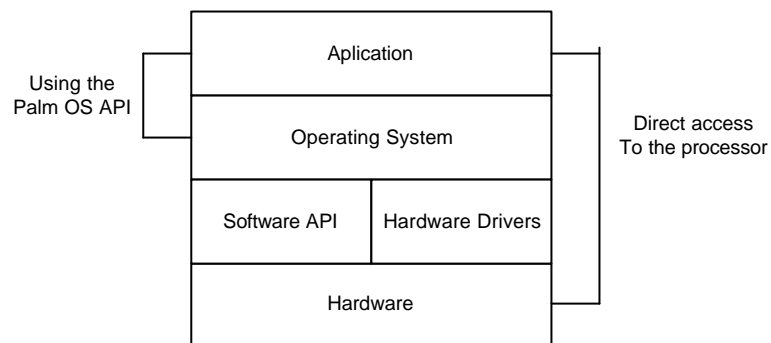 Aplication
Using the
Palm OS API
Operating System
Direct access
To the processor
Software API
Hardware Drivers
Hardware